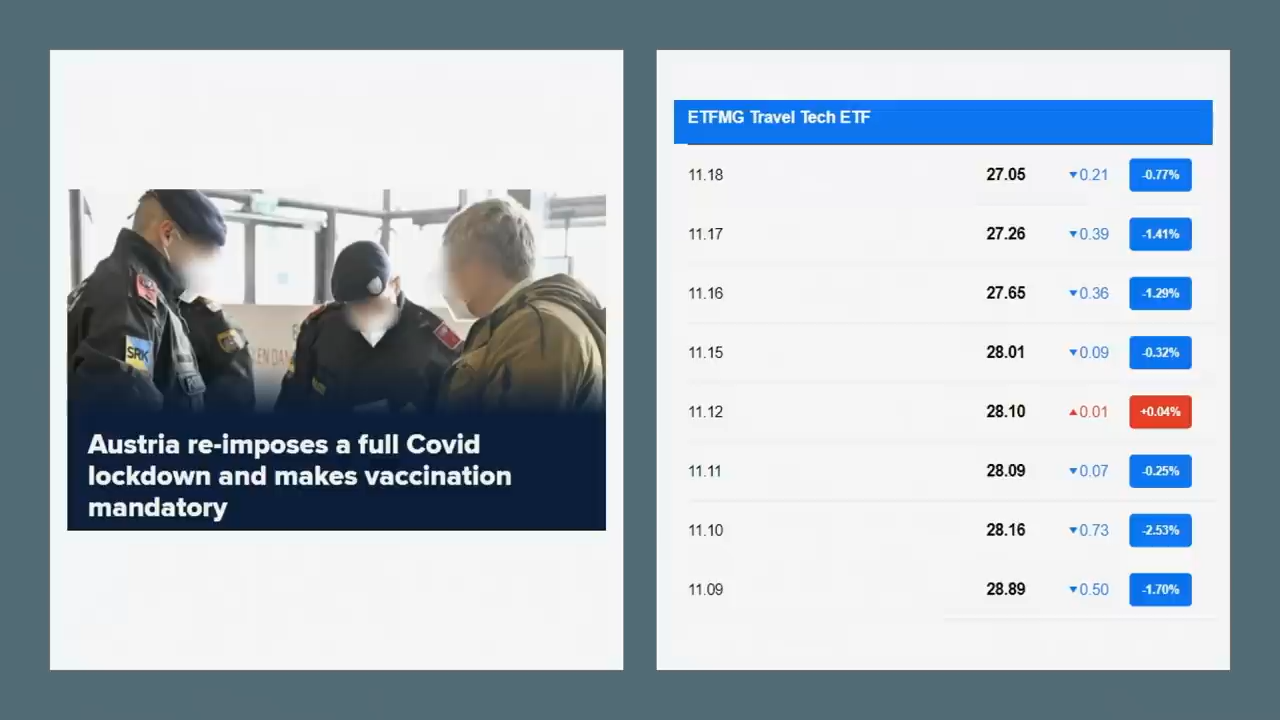 SRK
Austria re-imposes a full Covid
lockdown and makes vaccination
mandatory
ETFMG Travel Tech ETF
11.18 27.05 ▼0.21 -0.77%
11.17 27.26 ▼0.39 -1.41%
11.16 27.65 ▼0.36 -1.29%
11.15 28.01 ▼0.09 -0.32%
11.12 28.10 ▲0.01 +0.04%
11.11 28.09 ▼0.07 -0.25%
11.10 28.16 ▼0.73 -2.53%
11.09 28.89 ▼0.50 -1.70%